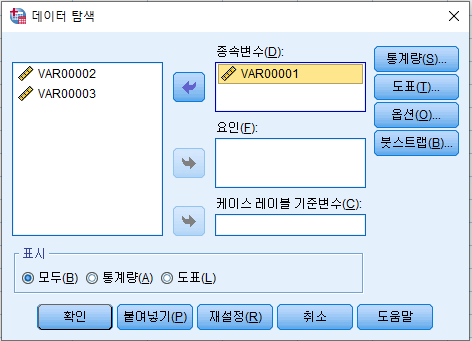 데이터 탐색
종속변수(D):
VAR00002
VAR00003
VAR00001
통계량(S)...
도표(T)...
옵션(O)...
붓스트랩(B)...
요인(F):
케이스 레이블 기준변수(C):
표시
모두(B) 통계량(A) 도표(L)
확인 붙여넣기(P) 재설정(R) 취소 도움말